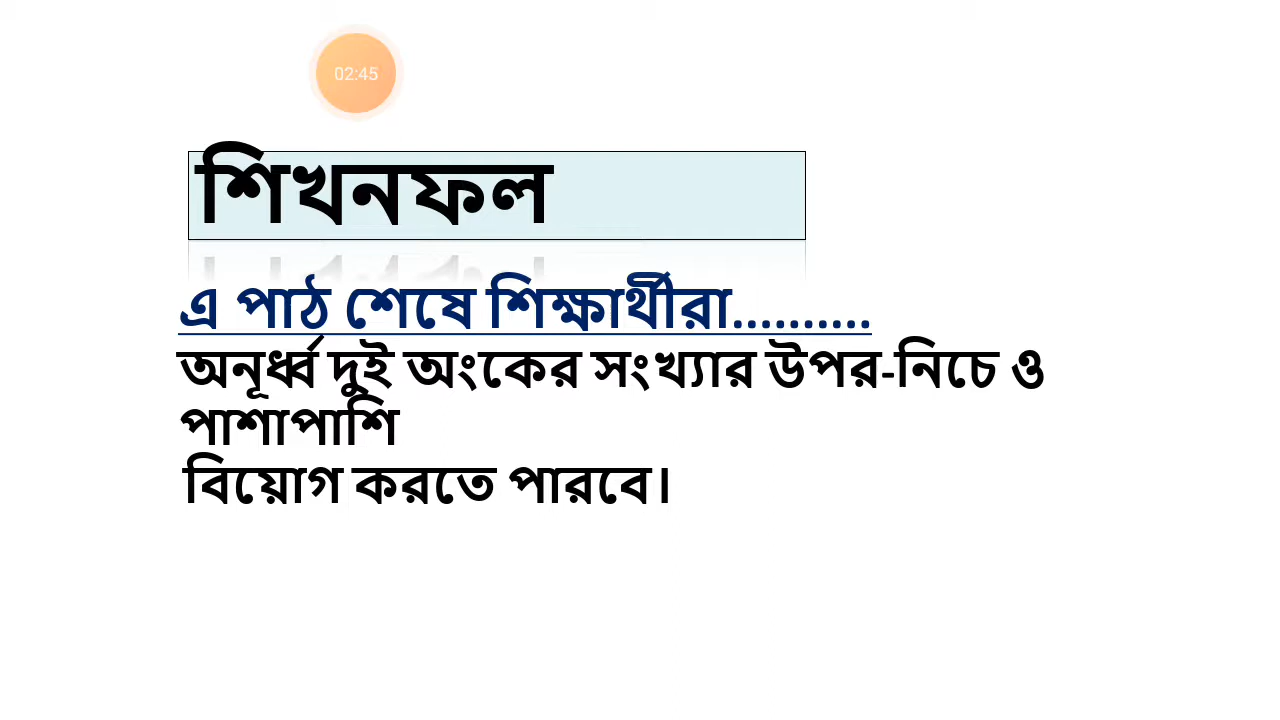 02:45
শিখনফল
এ পাঠ শেষে শিক্ষার্থীরা..........
অনূর্ধ্ব দুই অংকের সংখ্যার উপর-নিচে ও
পাশাপাশি
বিয়োগ করতে পারবে।